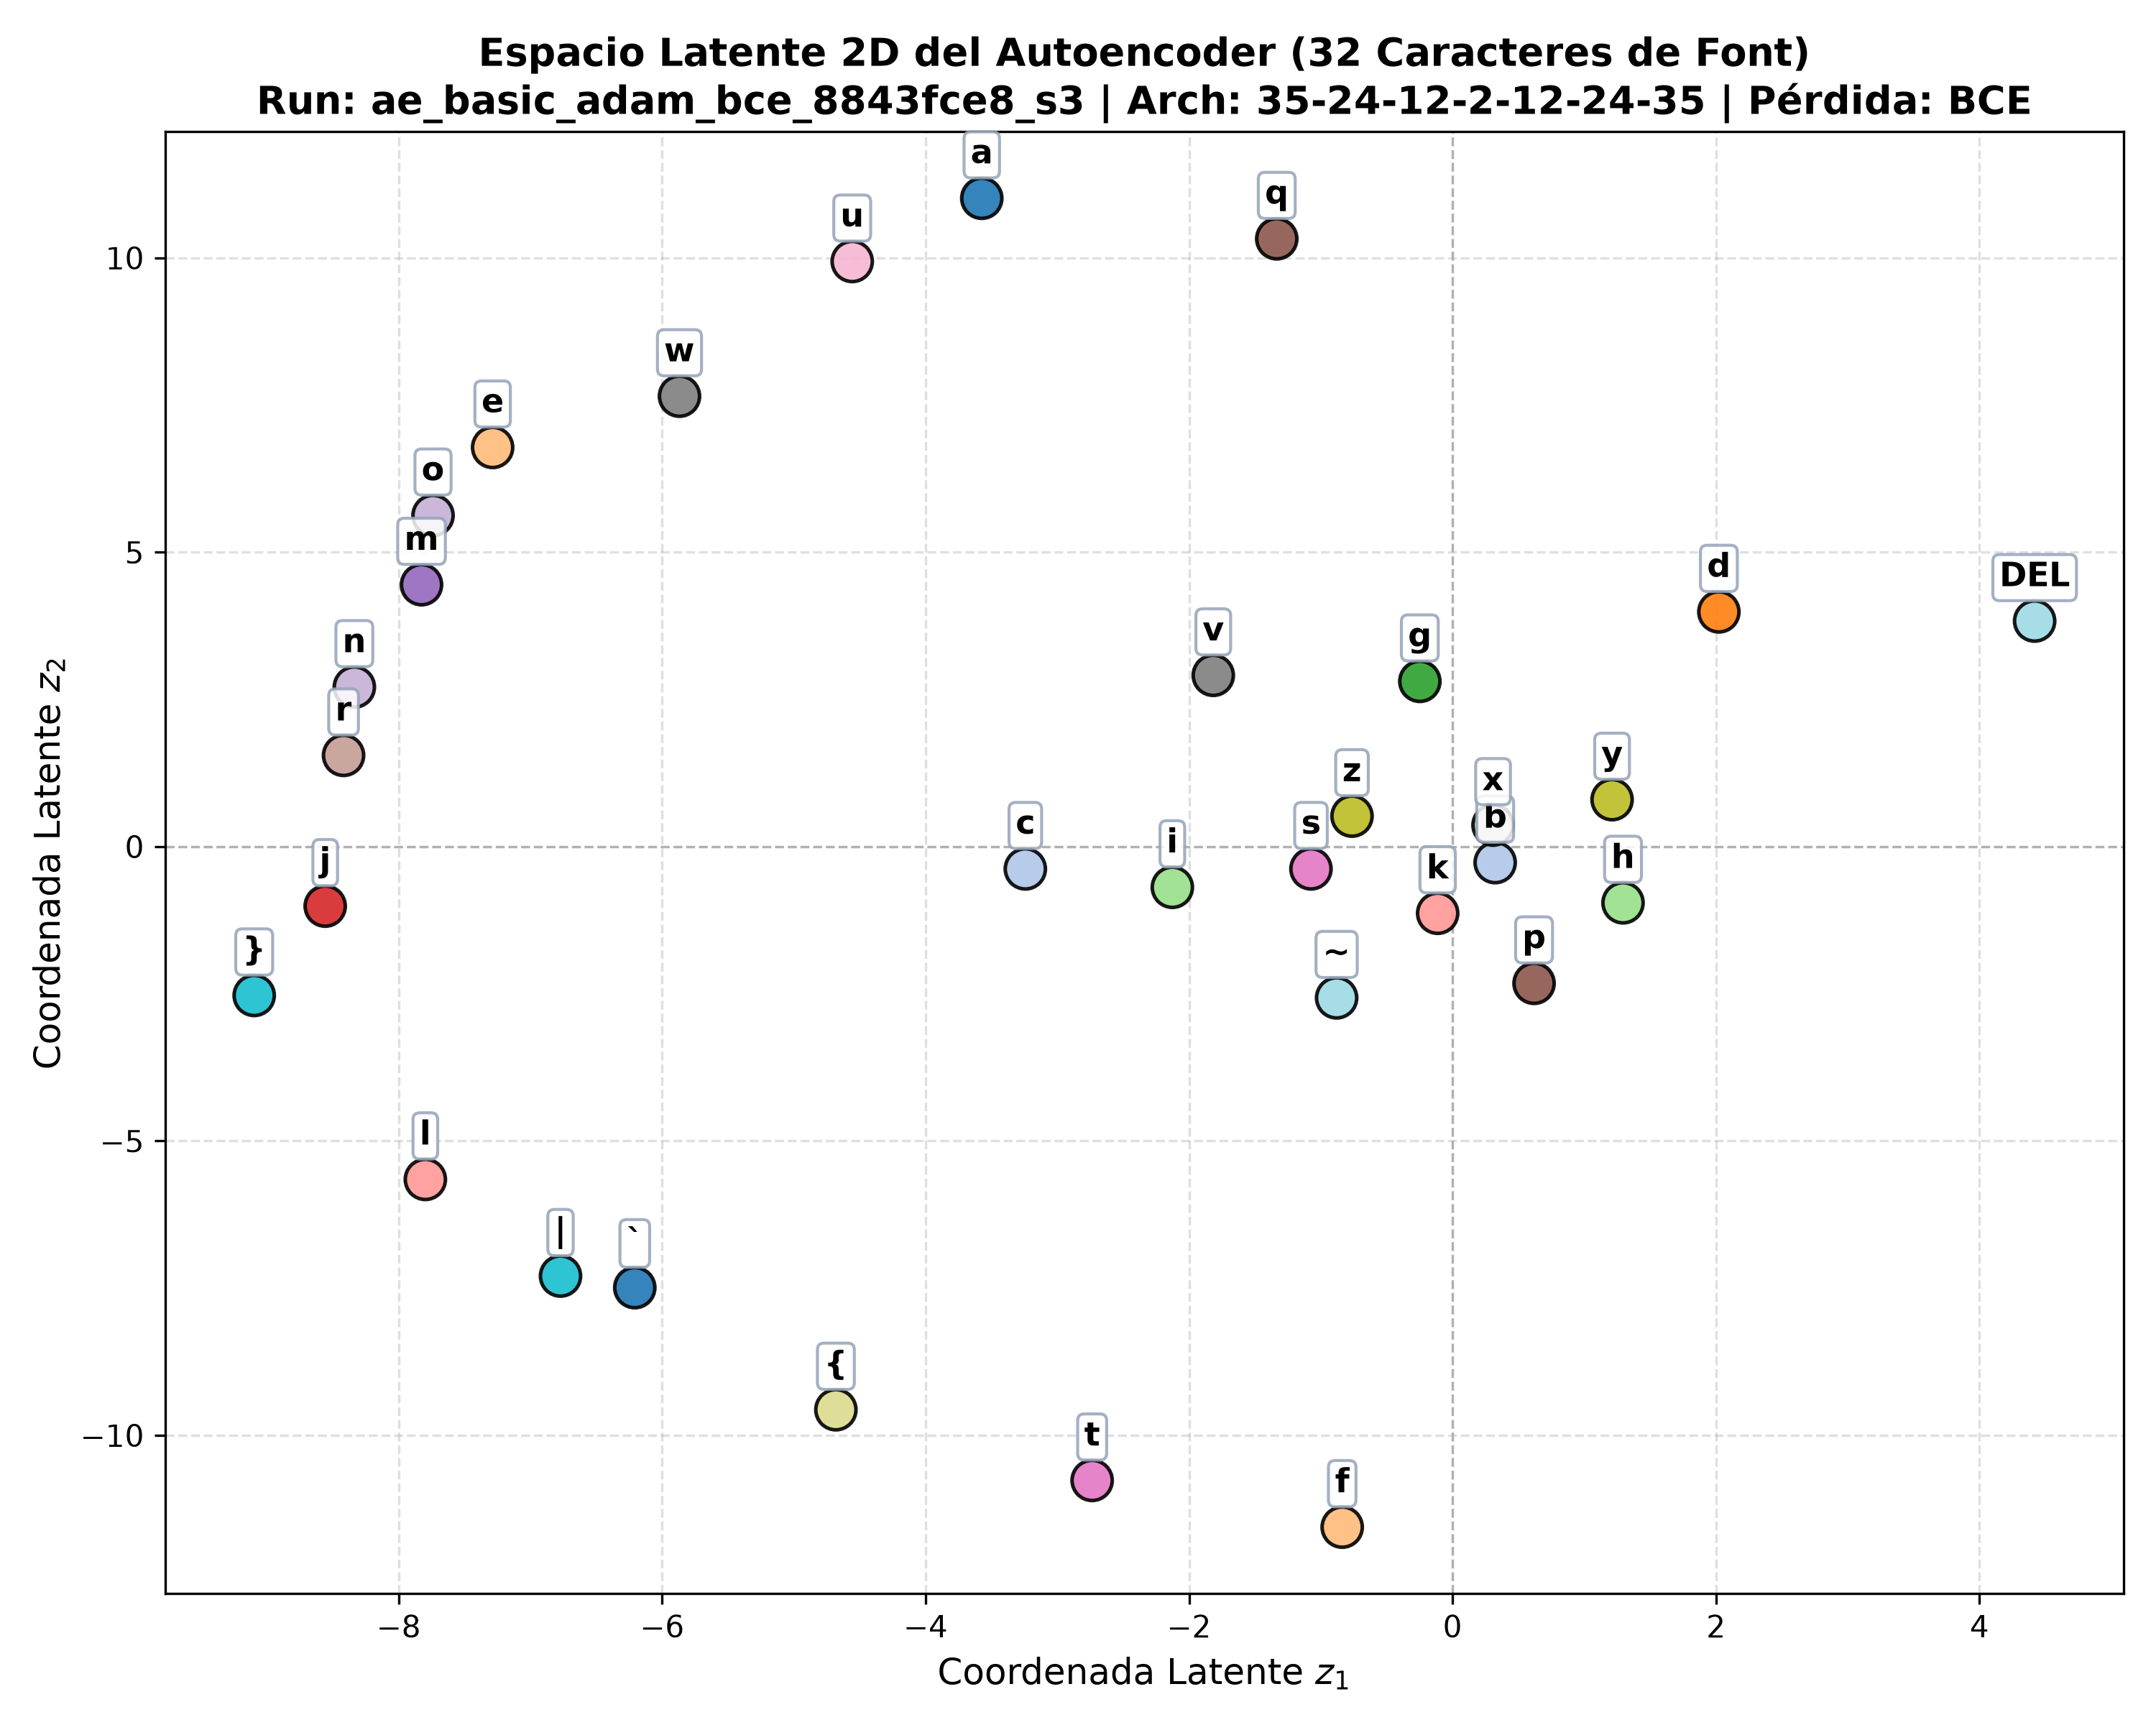 Espacio Latente 2D del Autoencoder (32 Caracteres de Font)
Run: ae_basic_adam_bce_8843fce8_s3 | Arch: 35-24-12-2-12-24-35 | Pérdida: BCE
a
q
u
w
e
o
m
d
DEL
n
v
g
r
y
z
x
b
c
s
i
h
j
k
p
}
~
l
|
`
{
t
f
10
5
0
−5
−10
−8
−6
−4
−2
0
2
4
Coordenada Latente z₂
Coordenada Latente z₁